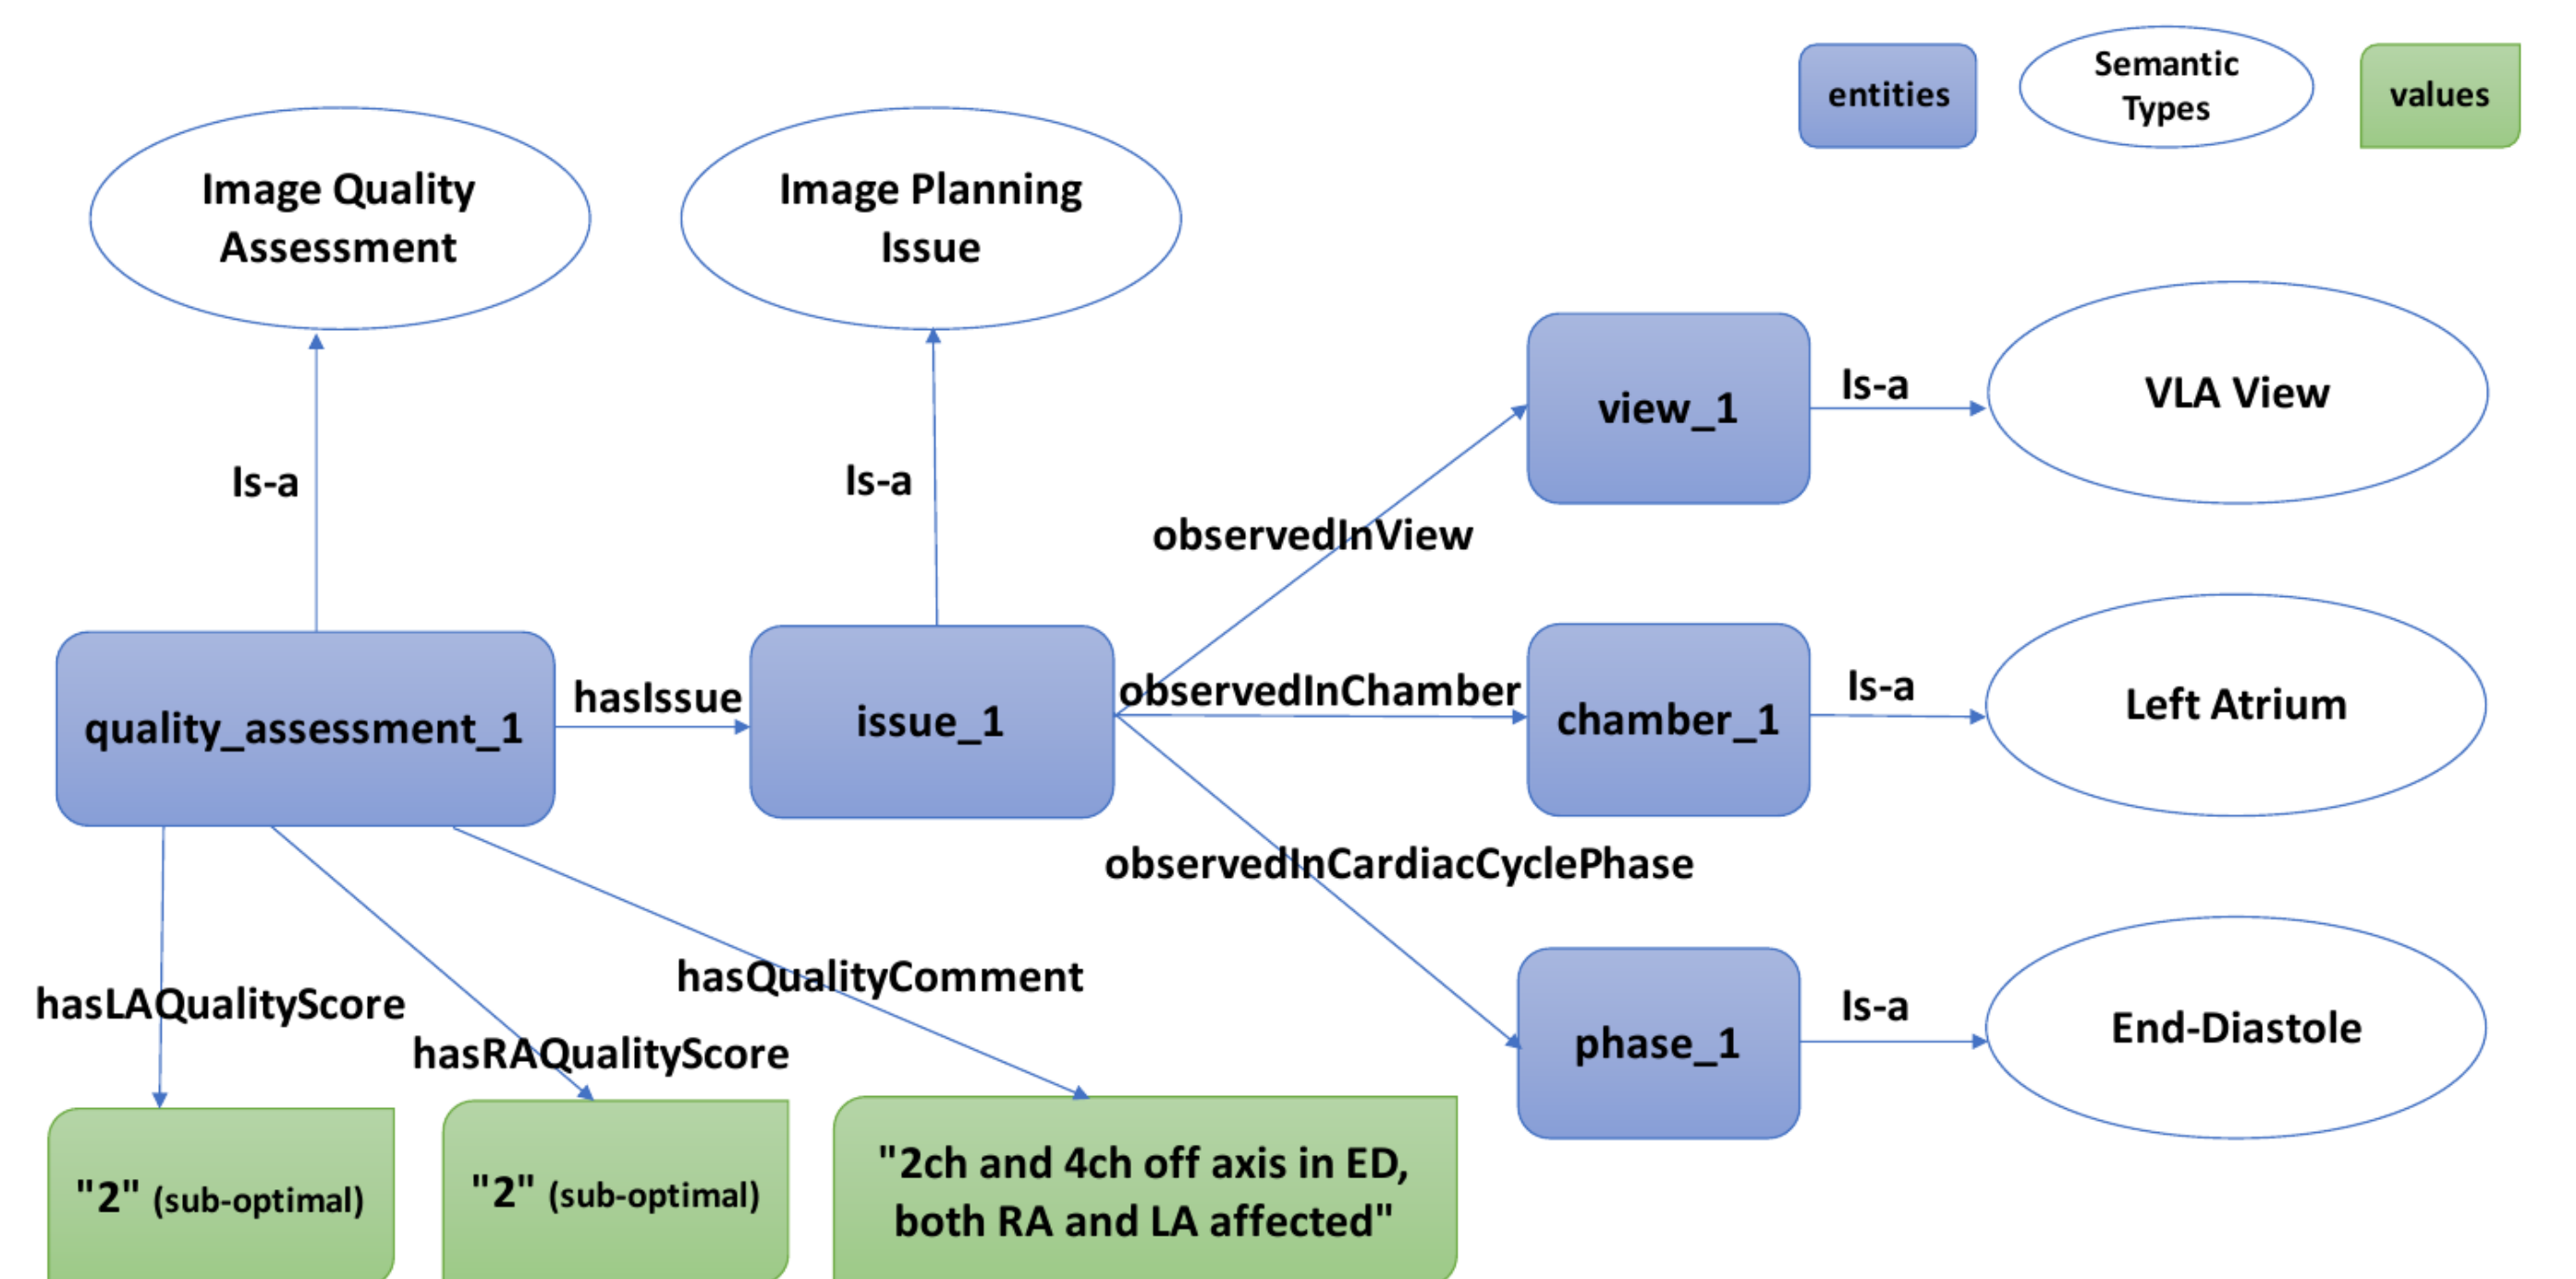 entities
Semantic
Types
values
Image Quality
Assessment
Image Planning
Issue
Is-a
Is-a
view_1
Is-a
VLA View
observedInView
quality_assessment_1
hasIssue
issue_1
observedInChamber
chamber_1
Is-a
Left Atrium
observedInCardiacCyclePhase
hasLAQualityScore
hasRAQualityScore
hasQualityComment
phase_1
Is-a
End-Diastole
"2" (sub-optimal)
"2" (sub-optimal)
"2ch and 4ch off axis in ED,
both RA and LA affected"